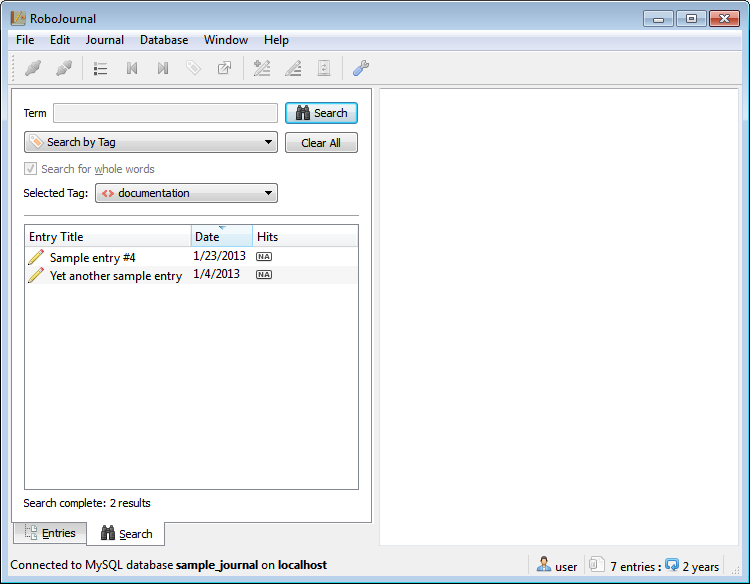 RoboJournal
File Edit Journal Database Window Help
Term Search
Search by Tag Clear All
Search for whole words
Selected Tag: documentation
Entry Title Date Hits
Sample entry #4 1/23/2013 NA
Yet another sample entry 1/4/2013 NA
Search complete: 2 results
Entries Search
Connected to MySQL database sample_journal on localhost user 7 entries : 2 years